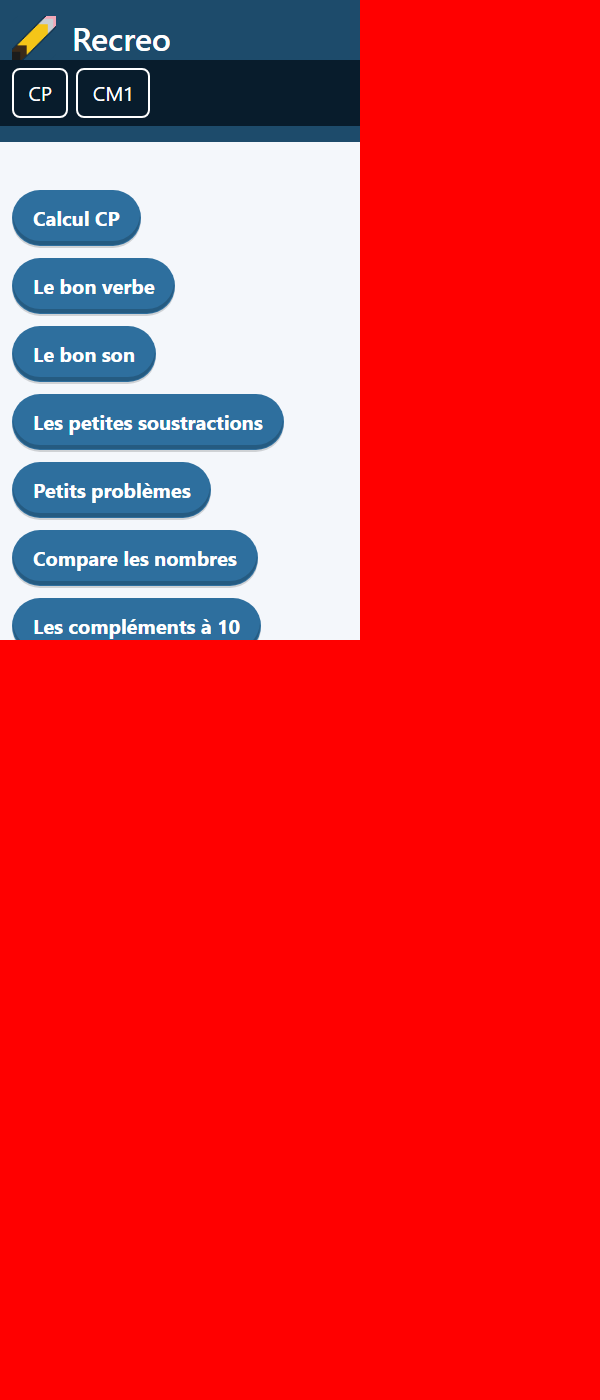 Recreo
CP
CM1
Calcul CP
Le bon verbe
Le bon son
Les petites soustractions
Petits problèmes
Compare les nombres
Les compléments à 10